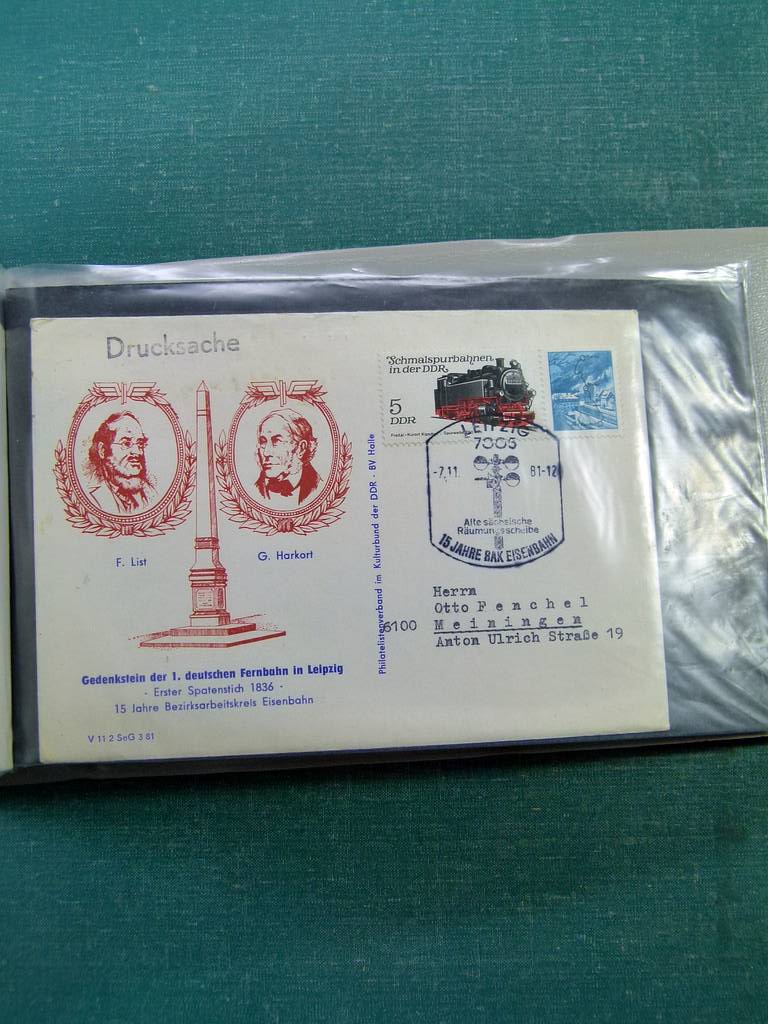 Drucksache
F. List
G. Harkort
Gedenkstein der 1. deutschen Fernbahn in Leipzig
- Erster Spatenstich 1836 -
15 Jahre Bezirksarbeitskreis Eisenbahn
V 11 2 SeG 3 81
Philatelistenverband im Kulturbund der DDR · BV Halle
Schmalspurbahnen
in der DDR
5
DDR
LEIPZIG
7005
-7.11. 81-12
Alte sächsische
Räumungsscheibe
15 JAHRE BAK EISENBAHN
Herrn
Otto Fenchel
6100 Meiningen
Anton Ulrich Straße 19